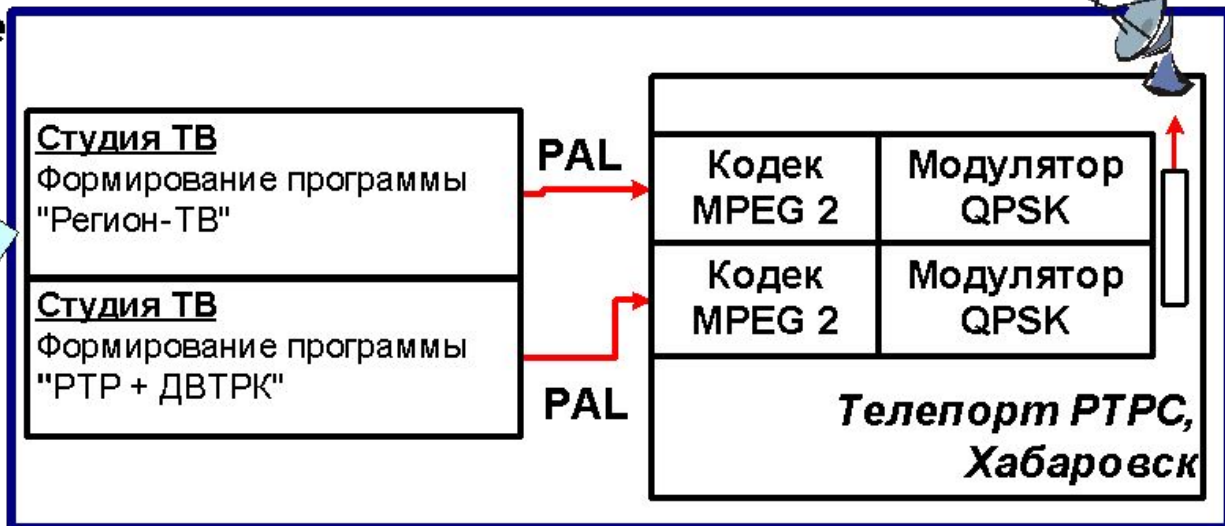 е
Студия ТВ
Формирование программы
"Регион-ТВ"
PAL
Кодек
MPEG 2
Модулятор
QPSK
Студия ТВ
Формирование программы
"РТР + ДВТРК"
PAL
Кодек
MPEG 2
Модулятор
QPSK
Телепорт РТРС,
Хабаровск